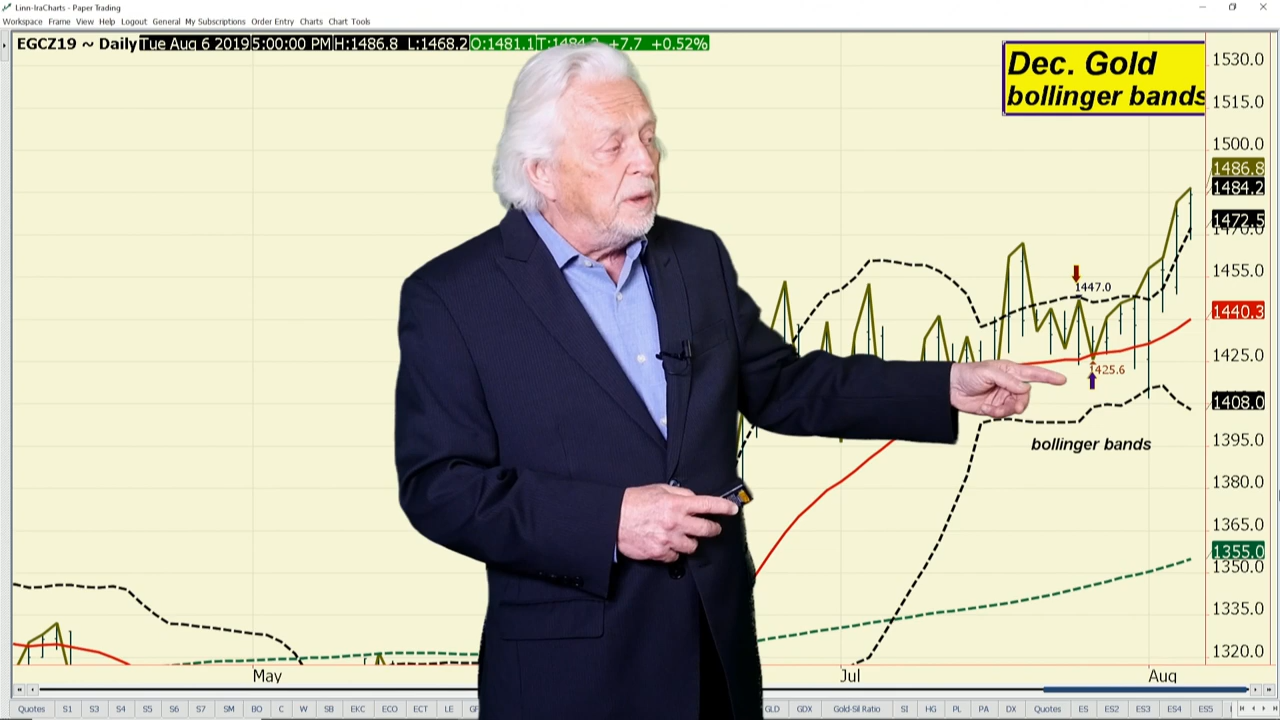 Linn-IraCharts - Paper Trading
Workspace Frame View Help Logout General My Subscriptions Order Entry Charts Chart Tools
EGCZ19 ~ Daily Tue Aug 6 2019 5:00:00 PM H:1486.8 L:1468.2 O:1481.1 T:1484.2 +7.7 +0.52%
Dec. Gold
bollinger bands
1530.0
1515.0
1500.0
1486.8
1484.2
1472.5
1470.0
1455.0
1447.0
1440.3
1425.0
1425.6
1408.0
1395.0
bollinger bands
1380.0
1365.0
1355.0
1350.0
1335.0
1320.0
May Jul Aug
Quotes S1 S3 S4 S5 S6 S7 SM BO C W SB EKC ECO ECT LE GLD GDX Gold-Sil Ratio SI HG PL PA DX Quotes ES ES2 ES3 ES4 ES5